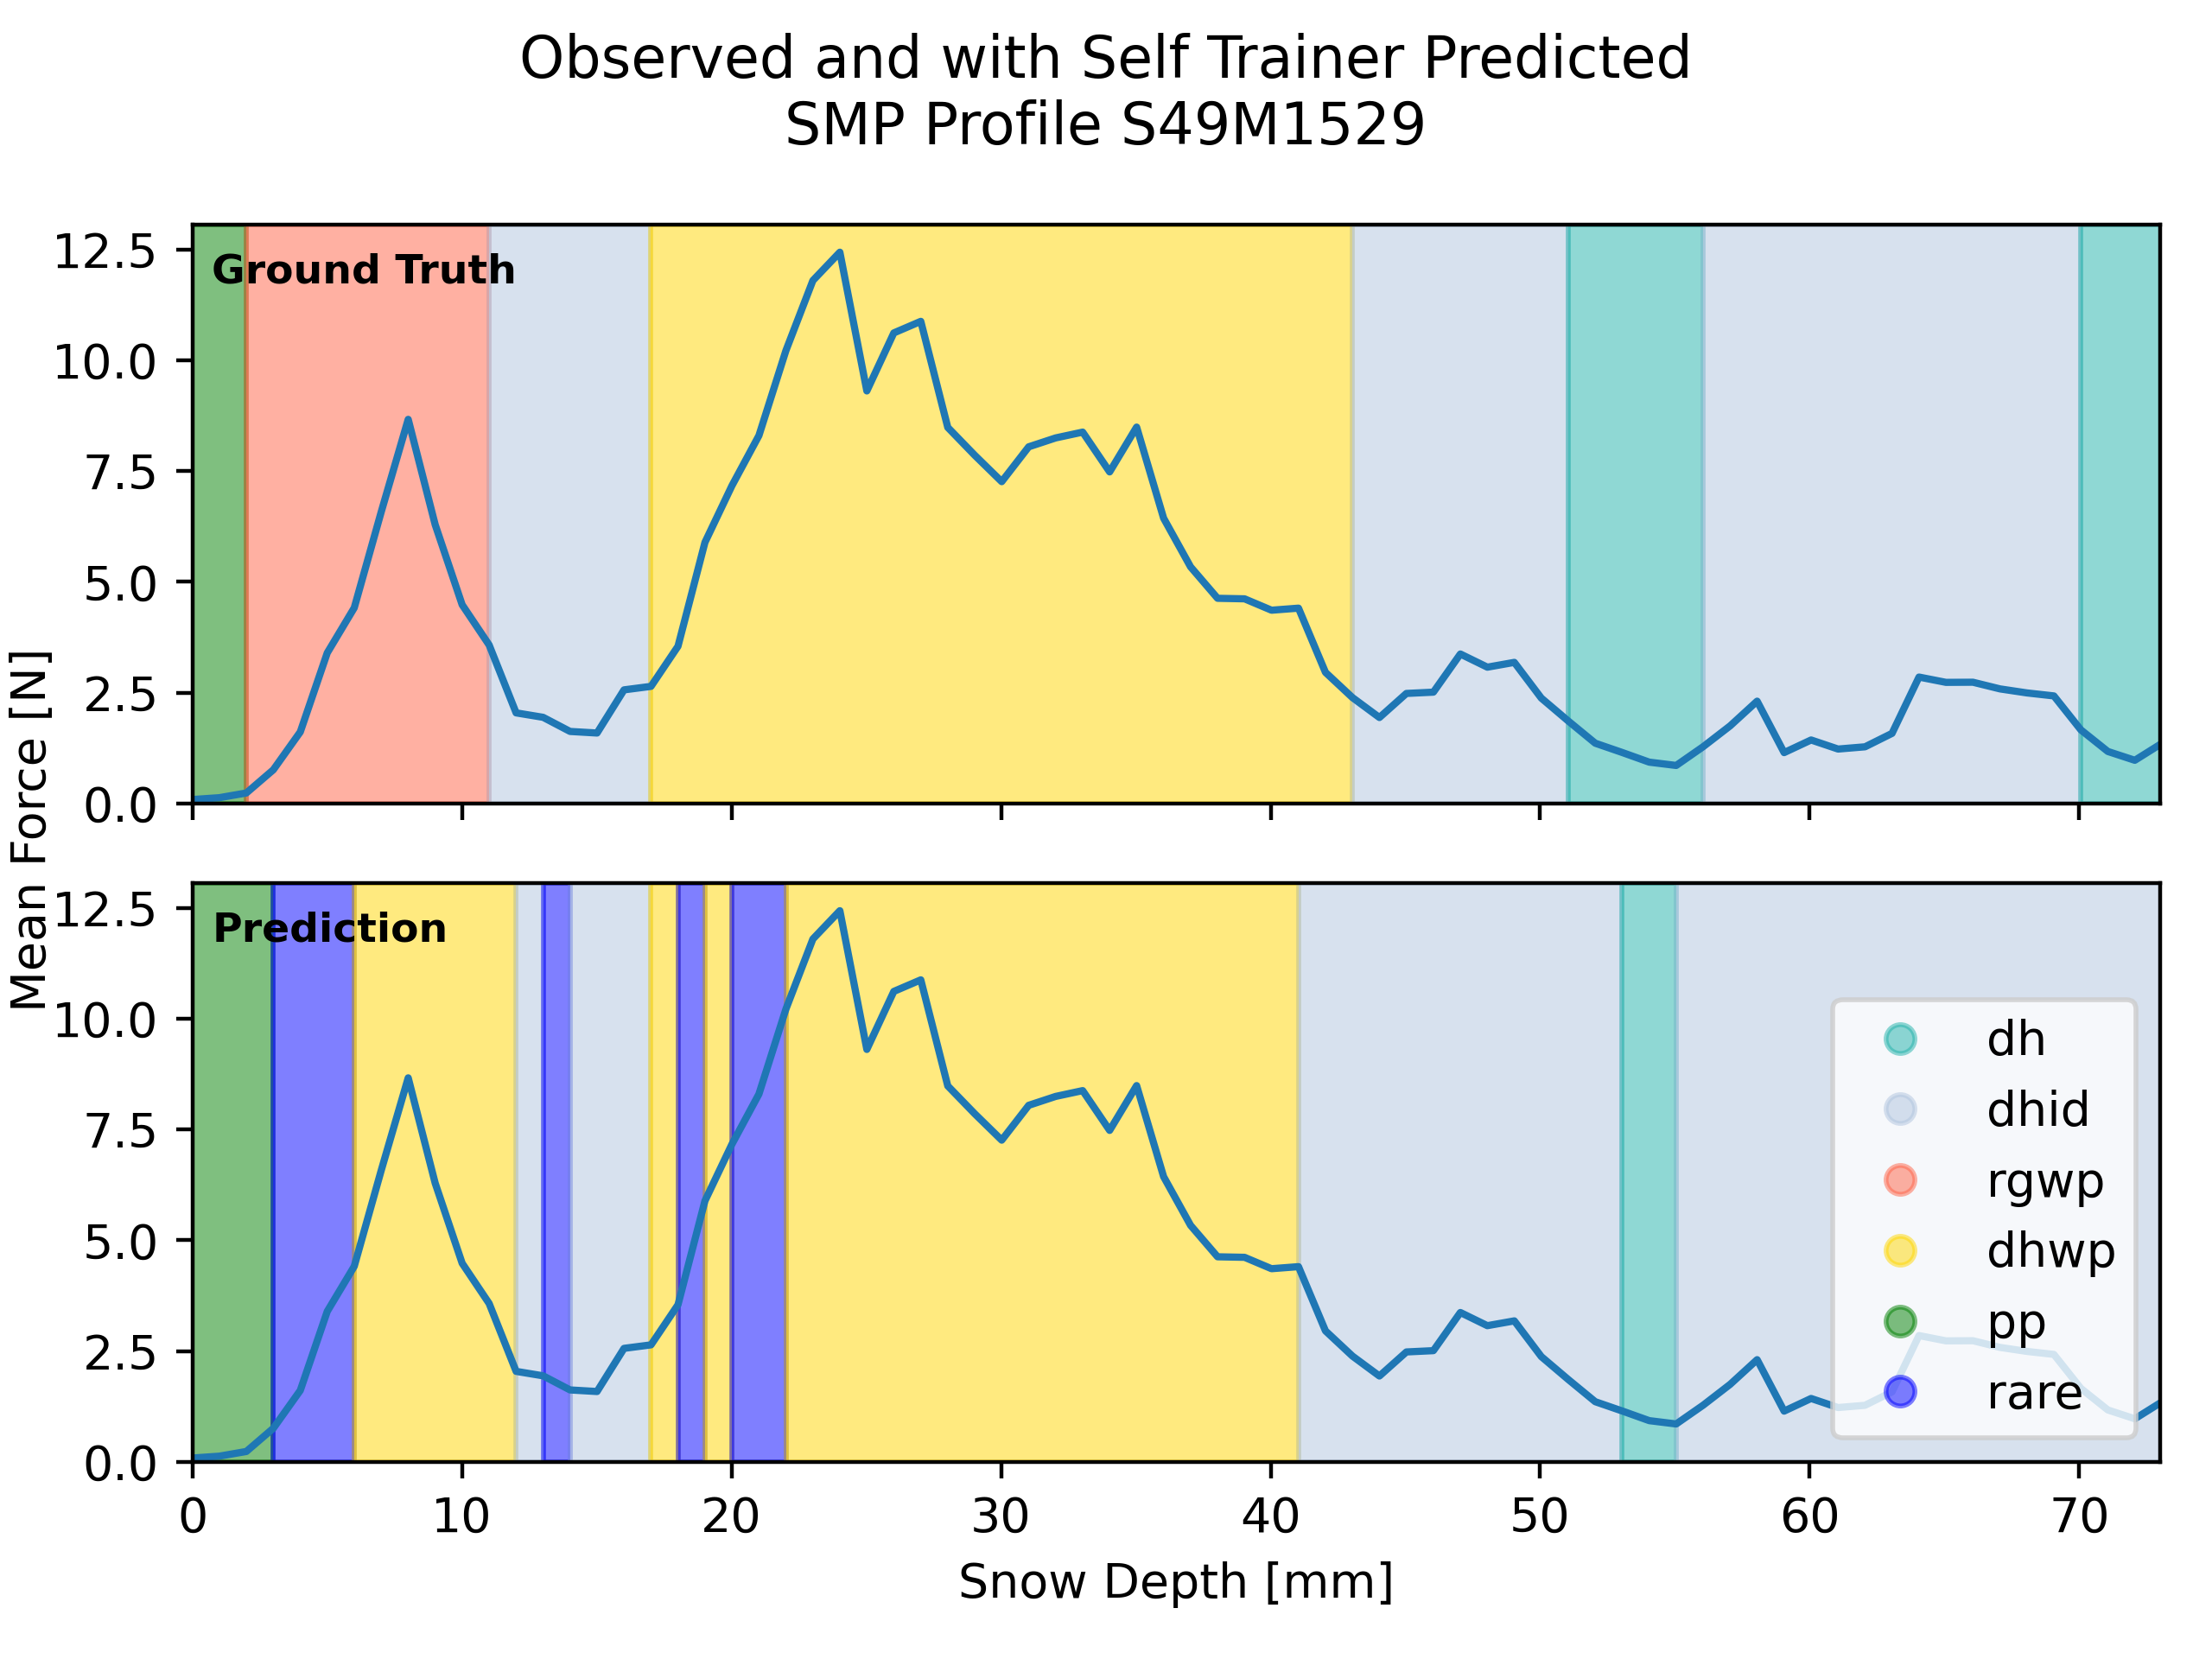 Observed and with Self Trainer Predicted
SMP Profile S49M1529
Mean Force [N]
12.5
10.0
7.5
5.0
2.5
0.0
Ground Truth
12.5
10.0
7.5
5.0
2.5
0.0
Prediction
dh
dhid
rgwp
dhwp
pp
rare
0 10 20 30 40 50 60 70
Snow Depth [mm]